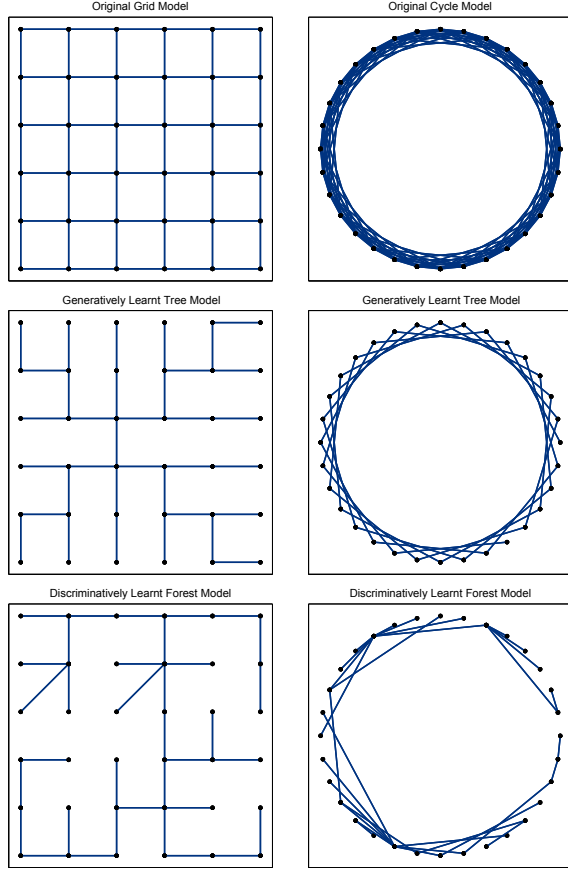 Original Grid Model
Original Cycle Model
Generatively Learnt Tree Model
Generatively Learnt Tree Model
Discriminatively Learnt Forest Model
Discriminatively Learnt Forest Model